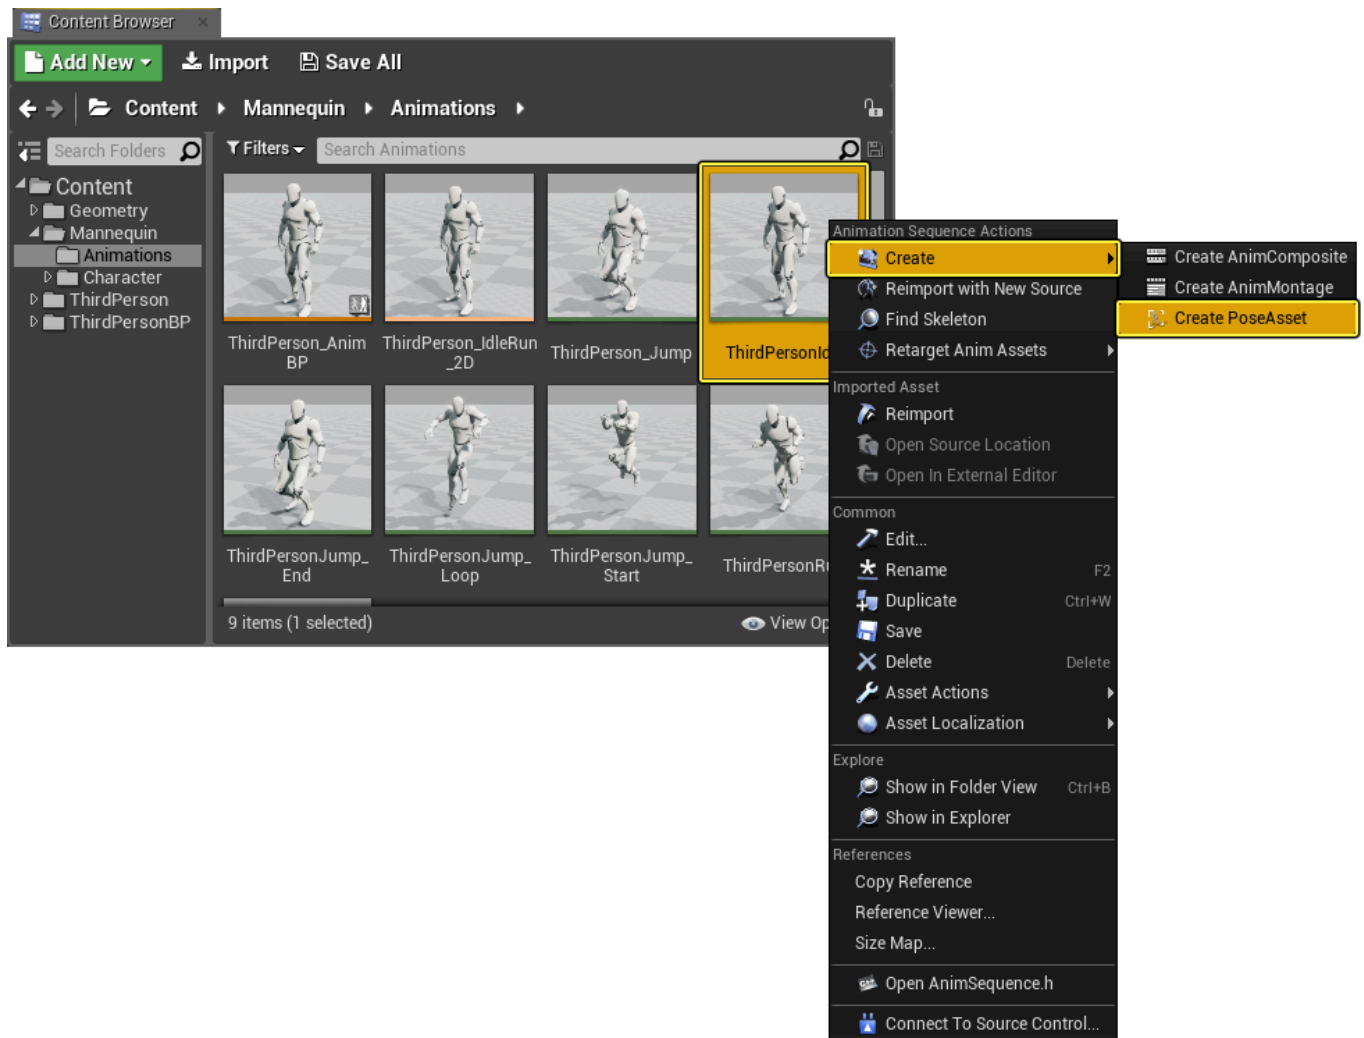 Content Browser
Add New
Import
Save All
Content
Mannequin
Animations
Search Folders
Filters
Search Animations
Content
Geometry
Mannequin
Animations
Character
ThirdPerson
ThirdPersonBP
ThirdPerson_Anim
BP
ThirdPerson_IdleRun
_2D
ThirdPerson_Jump
ThirdPersonId
ThirdPersonJump_
End
ThirdPersonJump_
Loop
ThirdPersonJump_
Start
ThirdPersonRu
9 items (1 selected)
View Op
Animation Sequence Actions
Create
Reimport with New Source
Find Skeleton
Retarget Anim Assets
Imported Asset
Reimport
Open Source Location
Open In External Editor
Common
Edit...
Rename F2
Duplicate Ctrl+W
Save
Delete Delete
Asset Actions
Asset Localization
Explore
Show in Folder View Ctrl+B
Show in Explorer
References
Copy Reference
Reference Viewer...
Size Map...
Open AnimSequence.h
Connect To Source Control...
Create AnimComposite
Create AnimMontage
Create PoseAsset